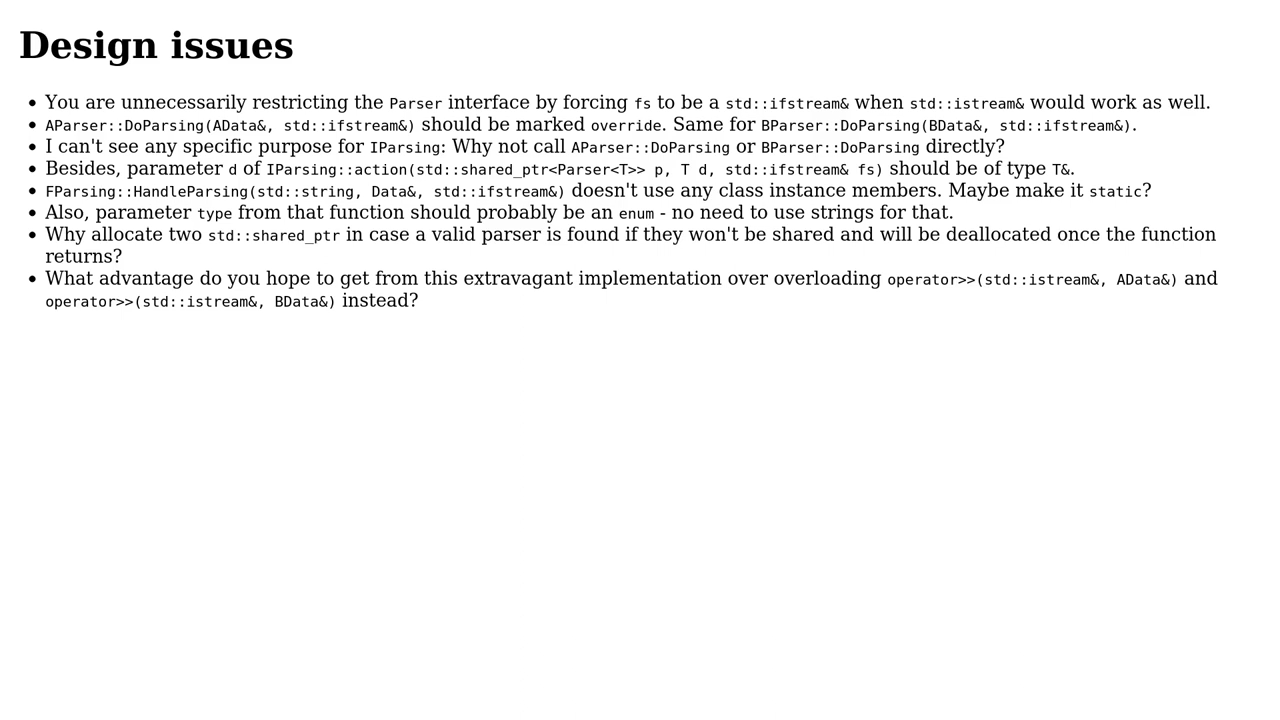 Design issues
• You are unnecessarily restricting the Parser interface by forcing fs to be a std::ifstream& when std::istream& would work as well.
• AParser::DoParsing(AData&, std::ifstream&) should be marked override. Same for BParser::DoParsing(BData&, std::ifstream&).
• I can't see any specific purpose for IParsing: Why not call AParser::DoParsing or BParser::DoParsing directly?
• Besides, parameter d of IParsing::action(std::shared_ptr<Parser<T>> p, T d, std::ifstream& fs) should be of type T&.
• FParsing::HandleParsing(std::string, Data&, std::ifstream&) doesn't use any class instance members. Maybe make it static?
• Also, parameter type from that function should probably be an enum - no need to use strings for that.
• Why allocate two std::shared_ptr in case a valid parser is found if they won't be shared and will be deallocated once the function
returns?
• What advantage do you hope to get from this extravagant implementation over overloading operator>>(std::istream&, AData&) and
operator>>(std::istream&, BData&) instead?